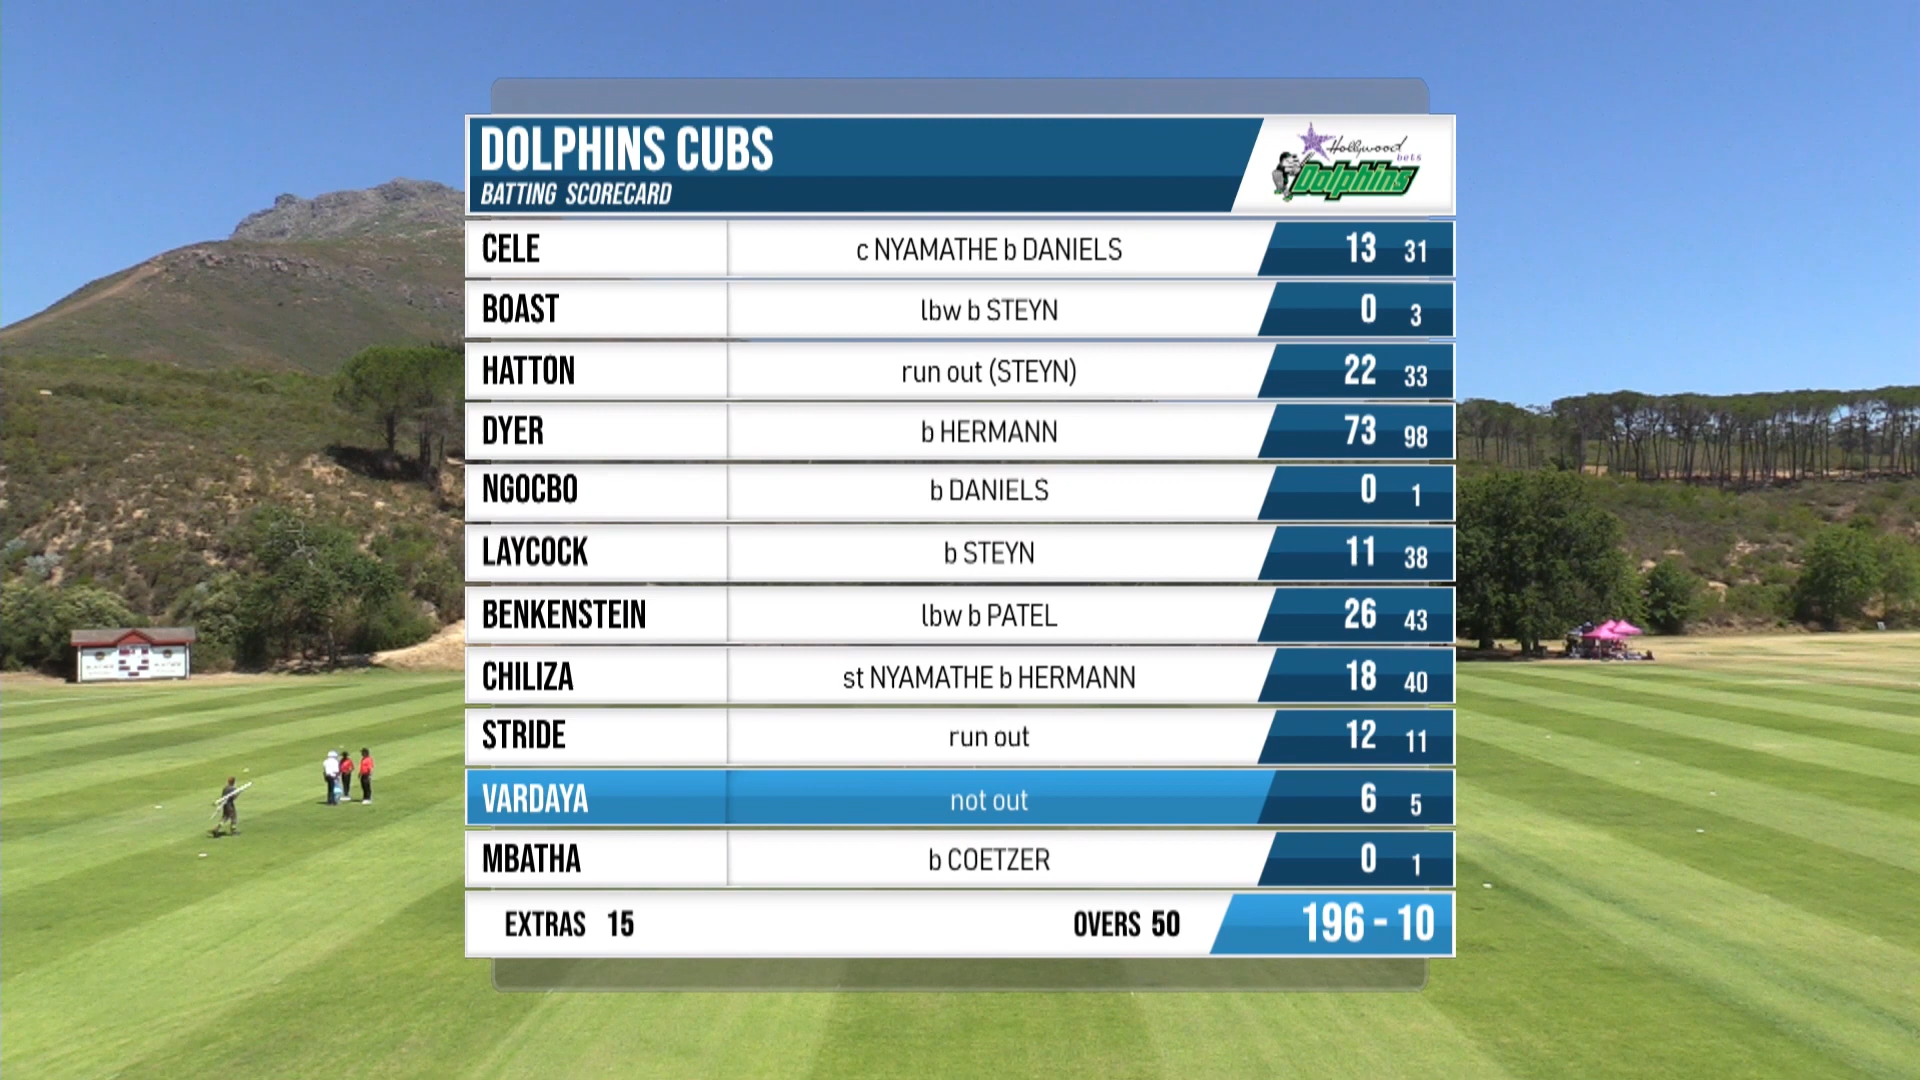 DOLPHINS CUBS
BATTING SCORECARD
Hollywood
bets
Dolphins
CELE c NYAMATHE b DANIELS 13 31
BOAST lbw b STEYN 0 3
HATTON run out (STEYN) 22 33
DYER b HERMANN 73 98
NGOCBO b DANIELS 0 1
LAYCOCK b STEYN 11 38
BENKENSTEIN lbw b PATEL 26 43
CHILIZA st NYAMATHE b HERMANN 18 40
STRIDE run out 12 11
VARDAYA not out 6 5
MBATHA b COETZER 0 1
EXTRAS 15 OVERS 50 196 - 10